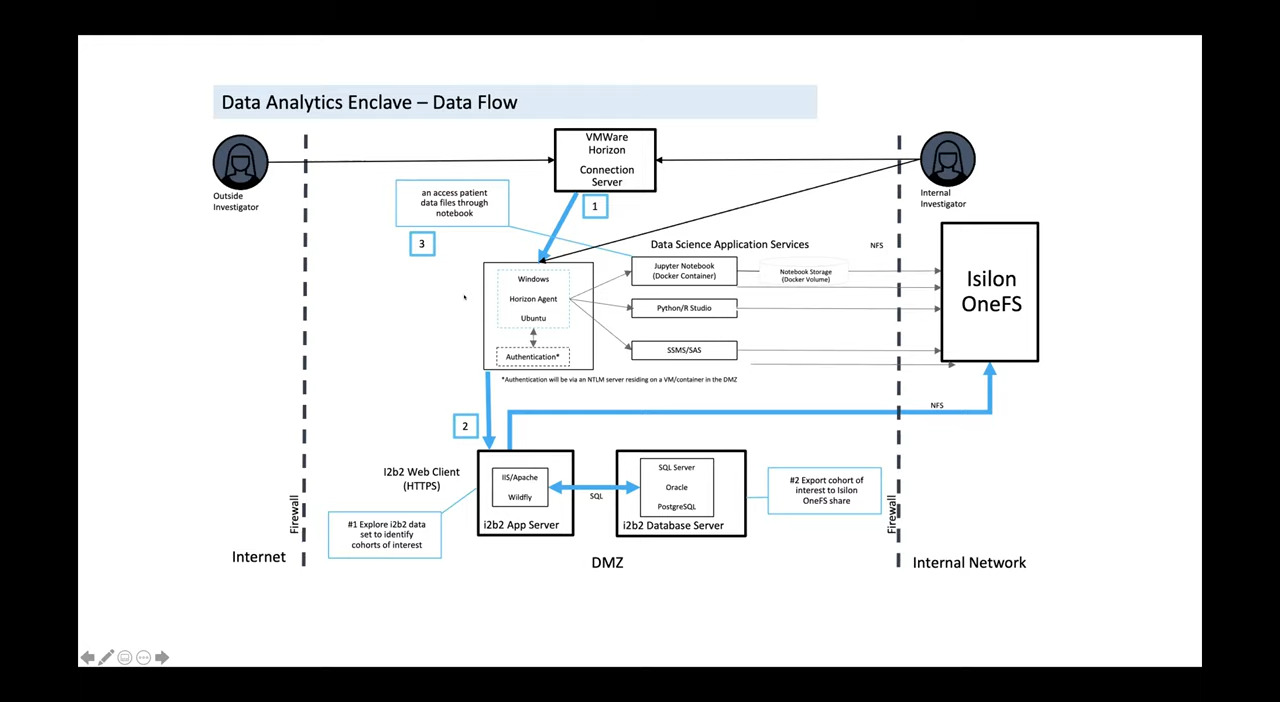 Data Analytics Enclave – Data Flow
VMWare
Horizon
Connection
Server
Outside
Investigator
Internal
Investigator
an access patient
data files through
notebook
1
3
Data Science Application Services
NFS
Windows
Horizon Agent
Ubuntu
Authentication*
Jupyter Notebook
(Docker Container)
Notebook Storage
(Docker Volume)
Python/R Studio
SSMS/SAS
Isilon
OneFS
*Authentication will be via an NTLM server residing on a VM/container in the DMZ
NFS
2
I2b2 Web Client
(HTTPS)
IIS/Apache
Wildfly
i2b2 App Server
SQL
SQL Server
Oracle
PostgreSQL
i2b2 Database Server
#2 Export cohort of
interest to Isilon
OneFS share
#1 Explore i2b2 data
set to identify
cohorts of interest
Firewall
Firewall
Internet
DMZ
Internal Network